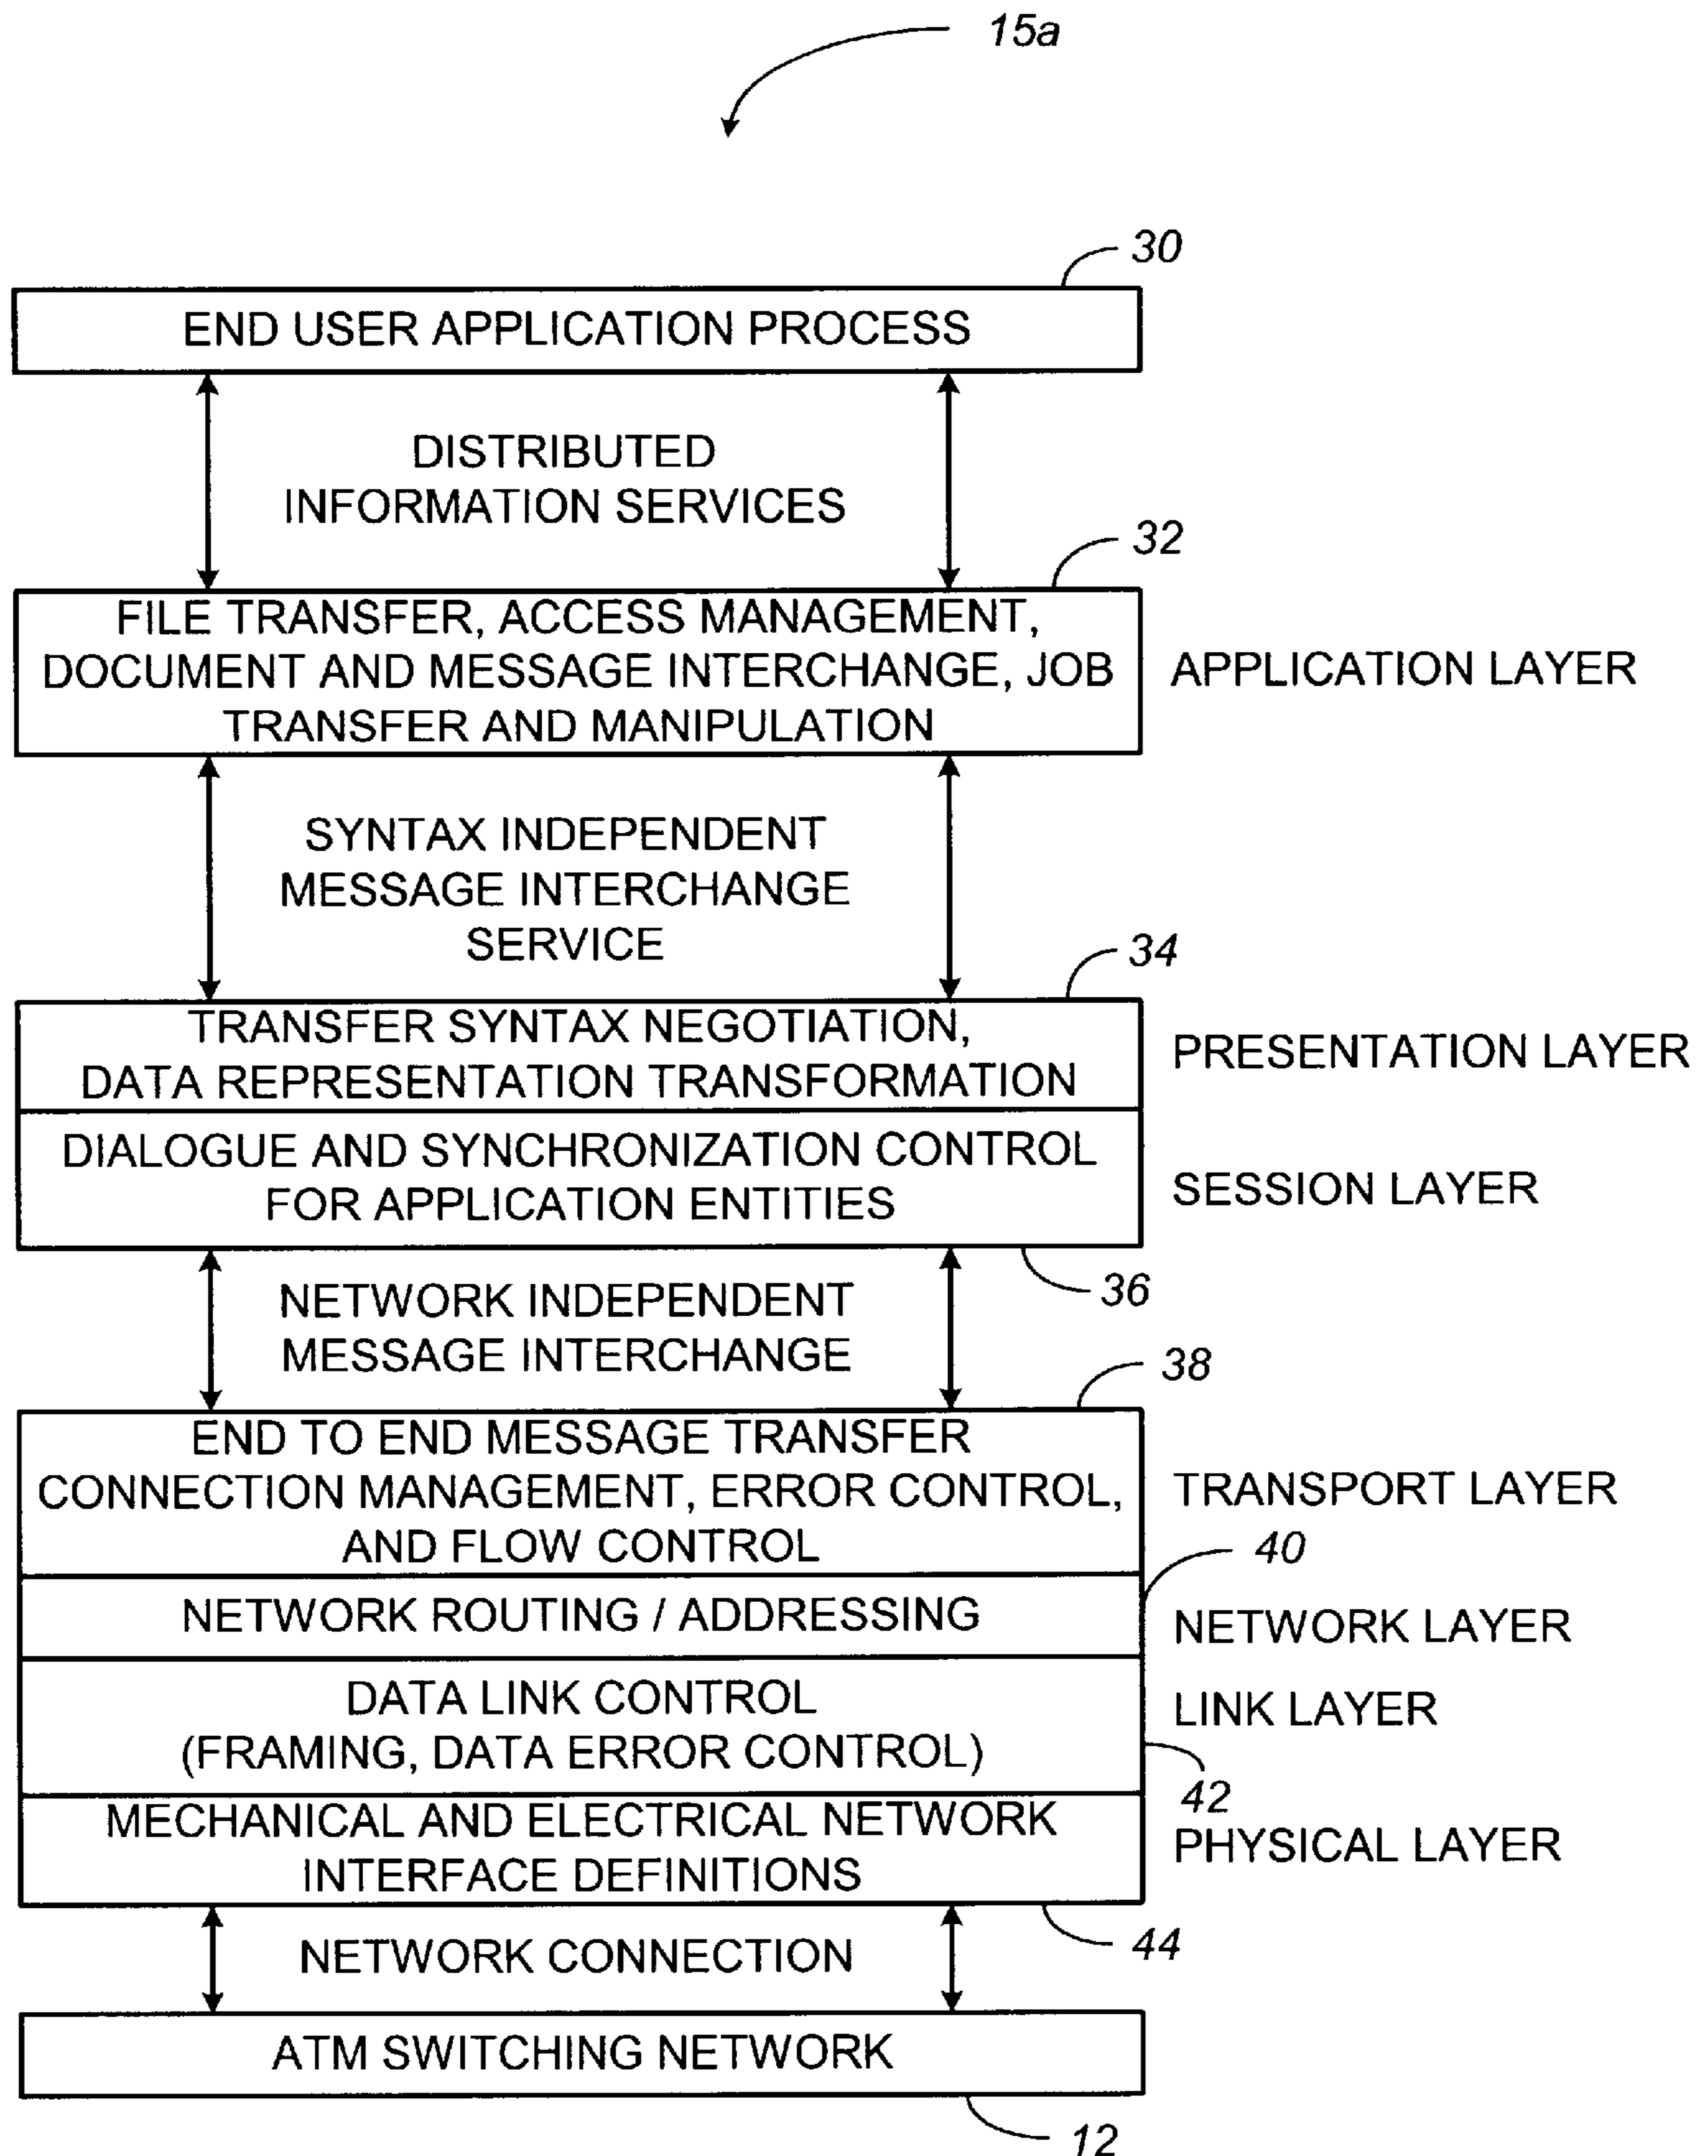 15a
30
END USER APPLICATION PROCESS
DISTRIBUTED
INFORMATION SERVICES
32
FILE TRANSFER, ACCESS MANAGEMENT,
DOCUMENT AND MESSAGE INTERCHANGE, JOB
TRANSFER AND MANIPULATION
APPLICATION LAYER
SYNTAX INDEPENDENT
MESSAGE INTERCHANGE
SERVICE
34
TRANSFER SYNTAX NEGOTIATION,
DATA REPRESENTATION TRANSFORMATION
PRESENTATION LAYER
DIALOGUE AND SYNCHRONIZATION CONTROL
FOR APPLICATION ENTITIES
SESSION LAYER
36
NETWORK INDEPENDENT
MESSAGE INTERCHANGE
38
END TO END MESSAGE TRANSFER
CONNECTION MANAGEMENT, ERROR CONTROL,
AND FLOW CONTROL
TRANSPORT LAYER
40
NETWORK ROUTING / ADDRESSING
NETWORK LAYER
DATA LINK CONTROL
(FRAMING, DATA ERROR CONTROL)
LINK LAYER
42
MECHANICAL AND ELECTRICAL NETWORK
INTERFACE DEFINITIONS
PHYSICAL LAYER
44
NETWORK CONNECTION
ATM SWITCHING NETWORK
12